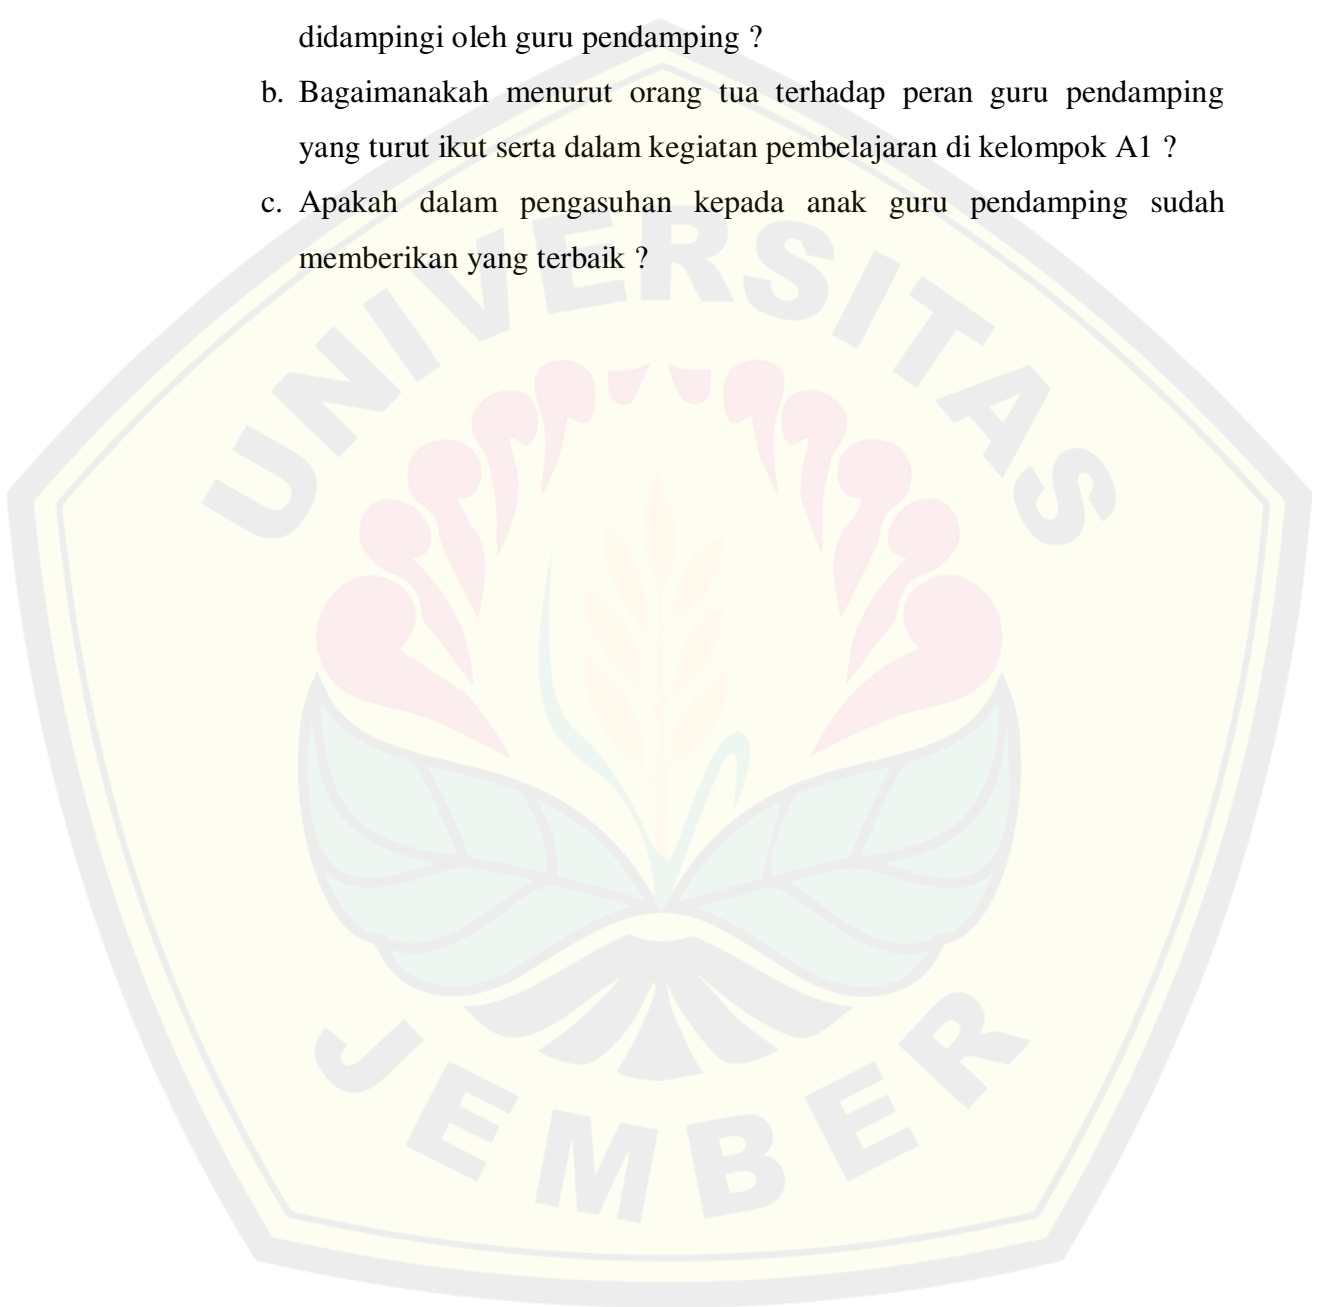 didampingi oleh guru pendamping ?
b. Bagaimanakah menurut orang tua terhadap peran guru pendamping
yang turut ikut serta dalam kegiatan pembelajaran di kelompok A1 ?
c. Apakah dalam pengasuhan kepada anak guru pendamping sudah
memberikan yang terbaik ?
UNIVERSITAS
JEMBER